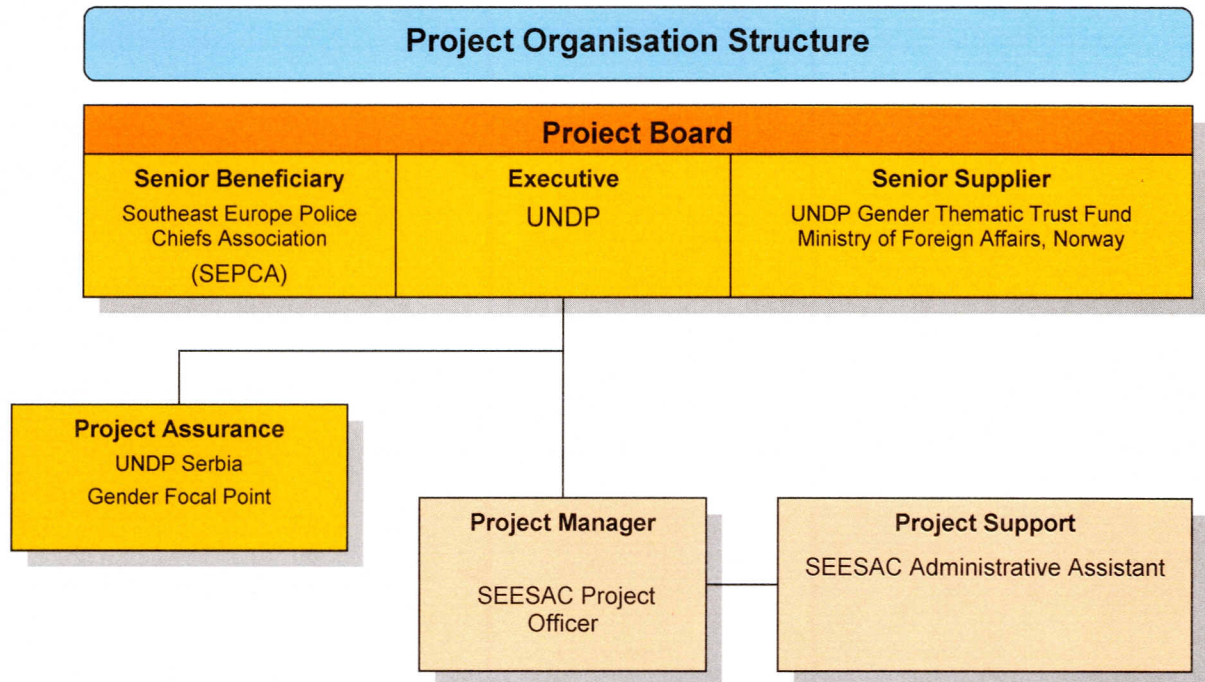 Project Organisation Structure
Project Board
Senior Beneficiary
Southeast Europe Police
Chiefs Association
(SEPCA)
Executive
UNDP
Senior Supplier
UNDP Gender Thematic Trust Fund
Ministry of Foreign Affairs, Norway
Project Assurance
UNDP Serbia
Gender Focal Point
Project Manager
SEESAC Project
Officer
Project Support
SEESAC Administrative Assistant